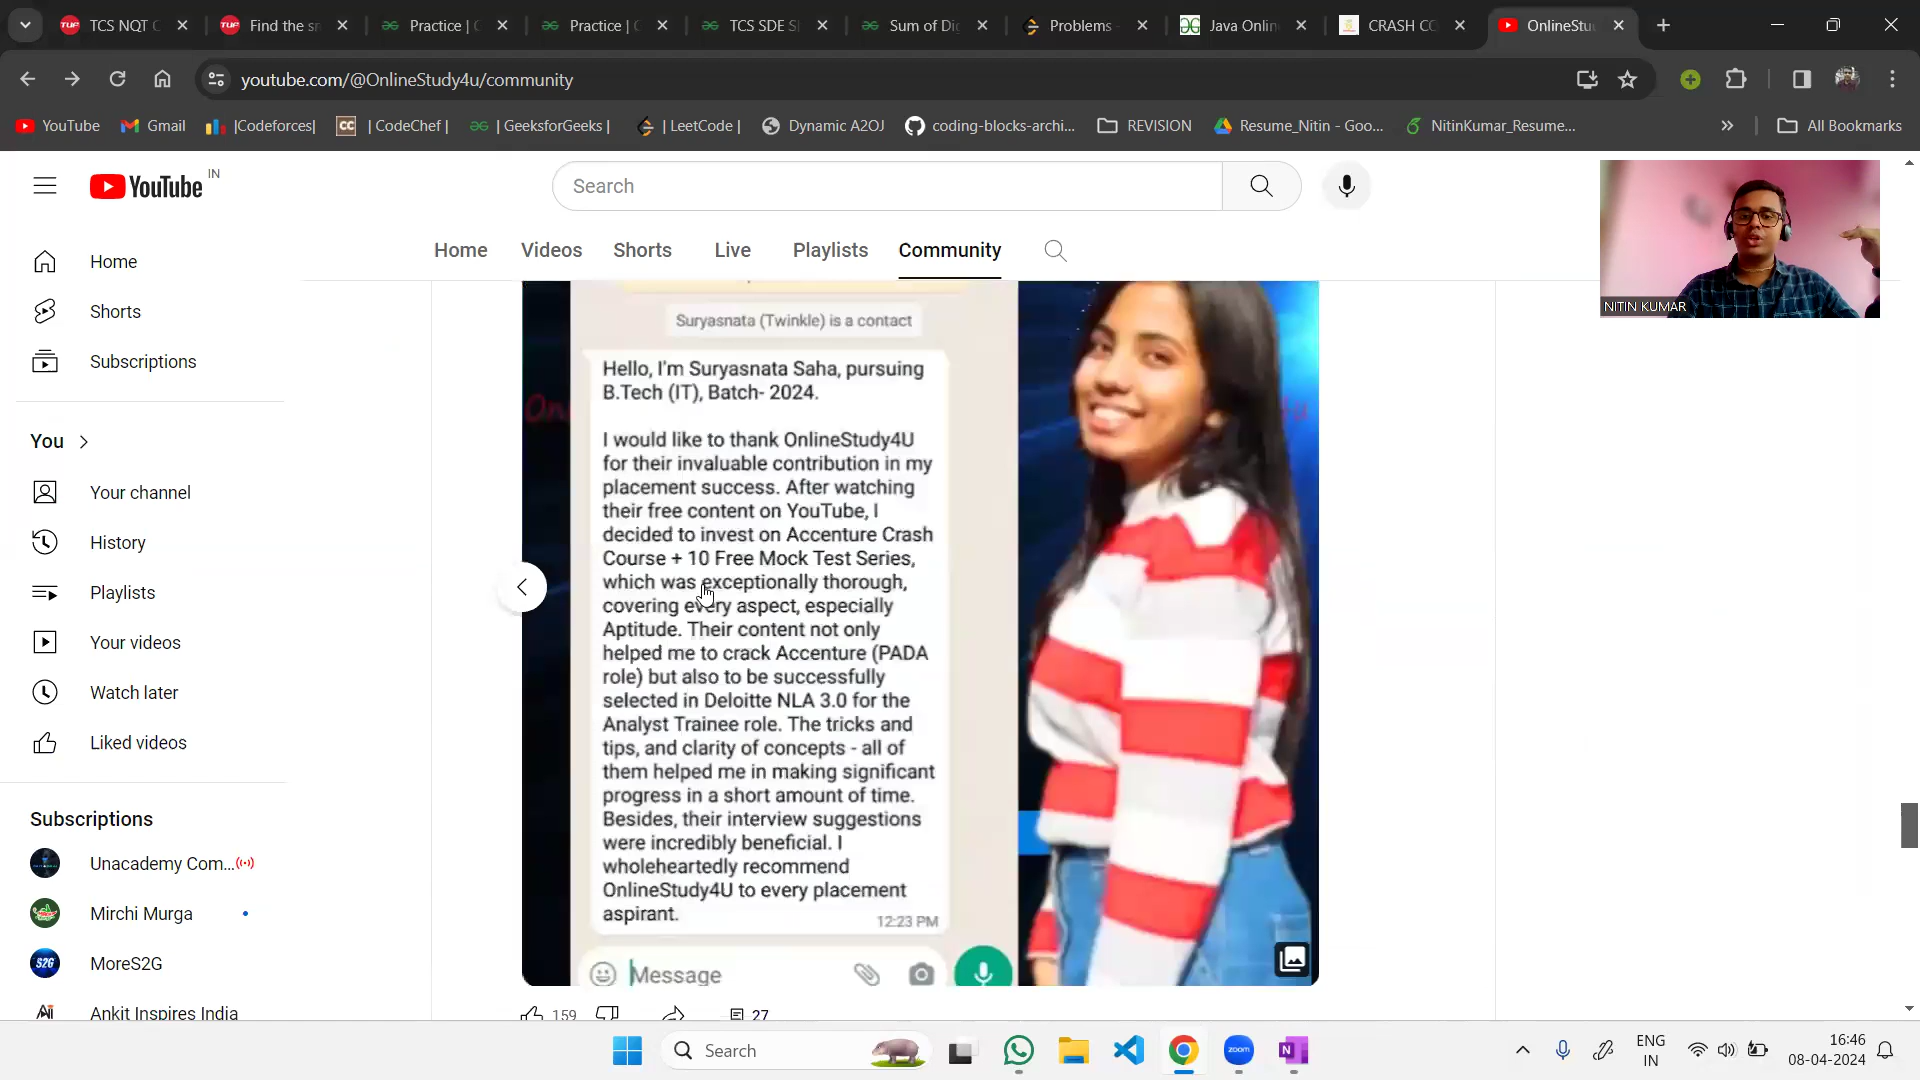 TCS NQT C
Find the sr
Practice | G
Practice | G
TCS SDE S
Sum of Dig
Problems -
Java Onlin
CRASH CO
OnlineStu
youtube.com/@OnlineStudy4u/community
YouTube
Gmail
|Codeforces|
| CodeChef |
| GeeksforGeeks |
| LeetCode |
Dynamic A2OJ
coding-blocks-archi...
REVISION
Resume_Nitin - Goo...
NitinKumar_Resume...
All Bookmarks
YouTube IN
Search
Home
Videos
Shorts
Live
Playlists
Community
NITIN KUMAR
Home
Shorts
Subscriptions
You
Your channel
History
Playlists
Your videos
Watch later
Liked videos
Subscriptions
Unacademy Com...
Mirchi Murga
MoreS2G
Ankit Inspires India
Suryasnata (Twinkle) is a contact
Hello, I'm Suryasnata Saha, pursuing
B.Tech (IT), Batch- 2024.
I would like to thank OnlineStudy4U
for their invaluable contribution in my
placement success. After watching
their free content on YouTube, I
decided to invest on Accenture Crash
Course + 10 Free Mock Test Series,
which was exceptionally thorough,
covering every aspect, especially
Aptitude. Their content not only
helped me to crack Accenture (PADA
role) but also to be successfully
selected in Deloitte NLA 3.0 for the
Analyst Trainee role. The tricks and
tips, and clarity of concepts - all of
them helped me in making significant
progress in a short amount of time.
Besides, their interview suggestions
were incredibly beneficial. I
wholeheartedly recommend
OnlineStudy4U to every placement
aspirant.
12:23 PM
Message
159
27
Search
zoom
ENG
IN
16:46
08-04-2024